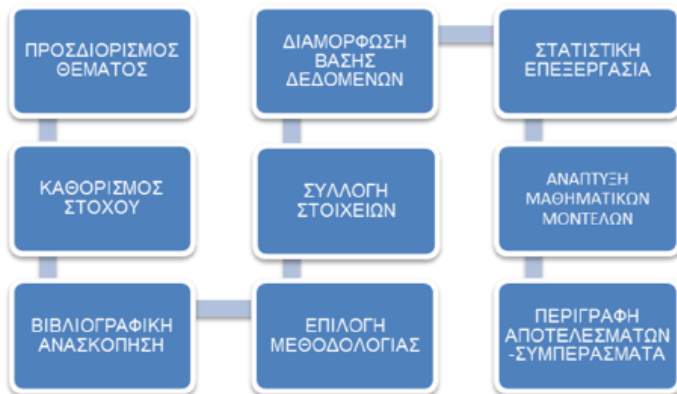 ΠΡΟΣΔΙΟΡΙΣΜΟΣ
ΘΕΜΑΤΟΣ
ΚΑΘΟΡΙΣΜΟΣ
ΣΤΟΧΟΥ
ΒΙΒΛΙΟΓΡΑΦΙΚΗ
ΑΝΑΣΚΟΠΗΣΗ
ΕΠΙΛΟΓΗ
ΜΕΘΟΔΟΛΟΓΙΑΣ
ΣΥΛΛΟΓΗ
ΣΤΟΙΧΕΙΩΝ
ΔΙΑΜΟΡΦΩΣΗ
ΒΑΣΗΣ
ΔΕΔΟΜΕΝΩΝ
ΣΤΑΤΙΣΤΙΚΗ
ΕΠΕΞΕΡΓΑΣΙΑ
ΑΝΑΠΤΥΞΗ
ΜΑΘΗΜΑΤΙΚΩΝ
ΜΟΝΤΕΛΩΝ
ΠΕΡΙΓΡΑΦΗ
ΑΠΟΤΕΛΕΣΜΑΤΩΝ
-ΣΥΜΠΕΡΑΣΜΑΤΑ